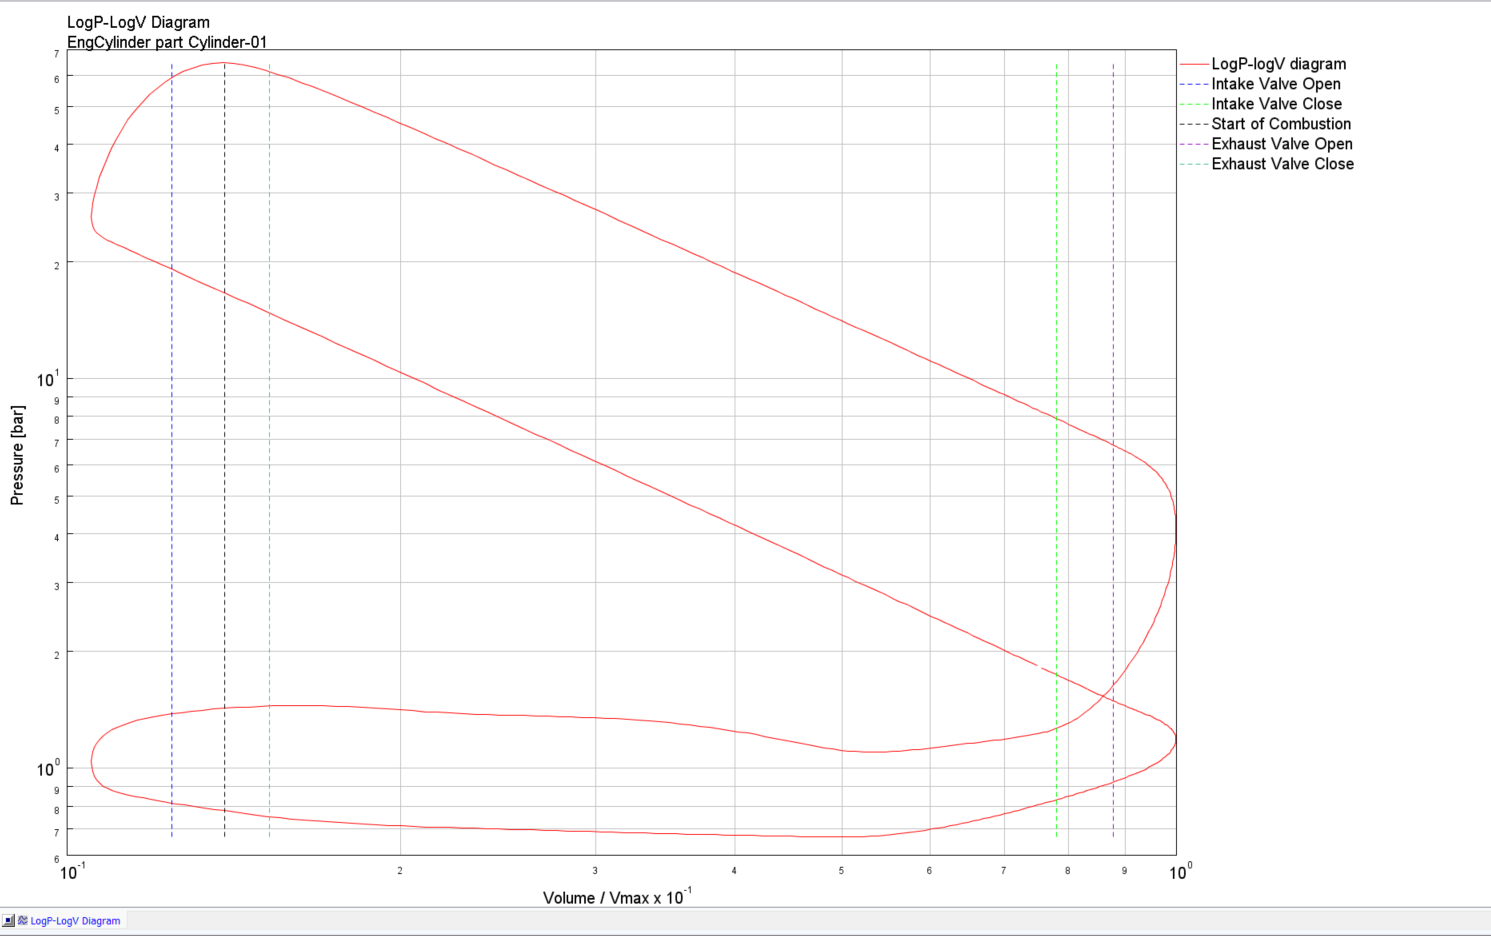 LogP-LogV Diagram
EngCylinder part Cylinder-01
LogP-logV diagram
Intake Valve Open
Intake Valve Close
Start of Combustion
Exhaust Valve Open
Exhaust Valve Close
Pressure [bar]
7
6
5
4
3
2
10^1
9
8
7
6
5
4
3
2
10^0
9
8
7
6
10^-1 2 3 4 5 6 7 8 9 10^0
Volume / Vmax x 10^-1
LogP-LogV Diagram